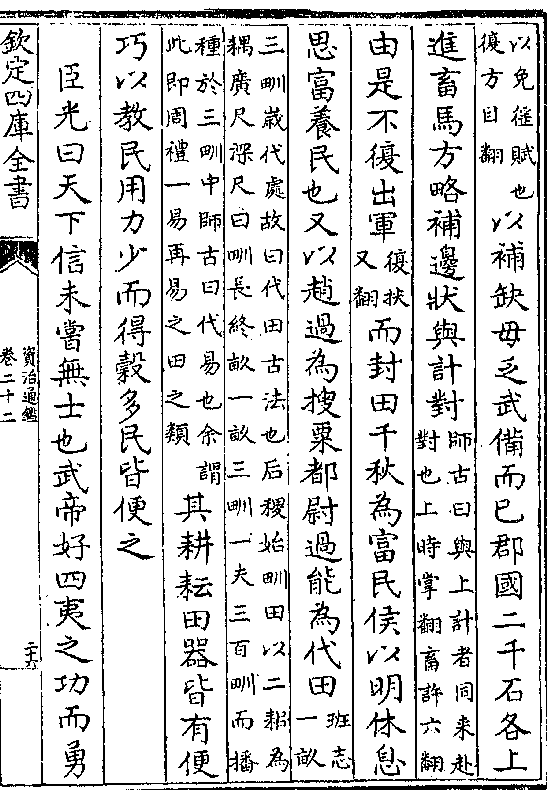 以免徭賦也復方目翻以補缺毋乏武備而已郡國二千石各上
進畜馬方略補邊狀與計對師古曰與上計者同來赴對也上時掌翻畜許六翻
由是不復出軍復扶又翻而封田千秋為富民侯以明休息
思富養民也又以趙過為搜粟都尉過能為代田班志一畝
三甽歲代處故曰代田古法也后稷始甽田以二耜為耦廣尺深尺曰甽長終畝一畝三甽一夫三百甽而播
種於三甽中師古曰代易也余謂此即周禮一易再易之田之類其耕耘田器皆有便
巧以教民用力少而得穀多民皆便之
臣光曰天下信未嘗無士也武帝好四夷之功而勇
欽定四庫全書
資治通鑑
卷二十二
二十六